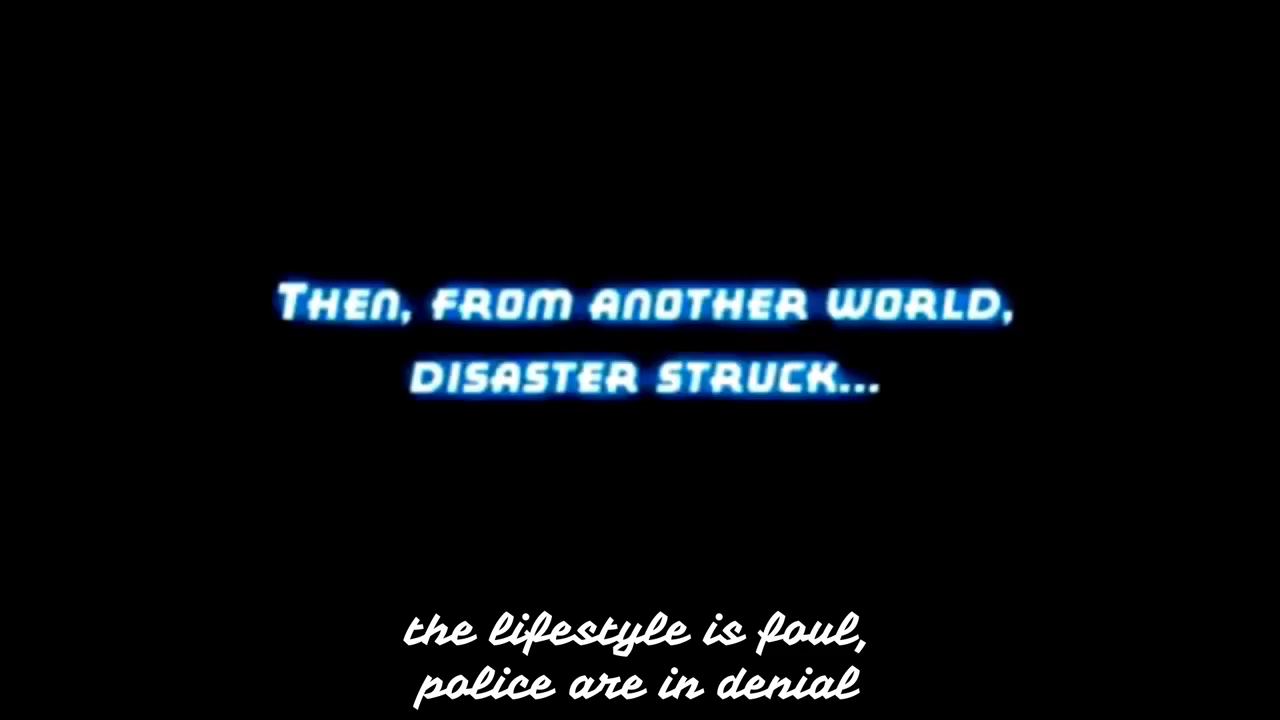 Then, from another world,
disaster struck...
the lifestyle is foul,
police are in denial